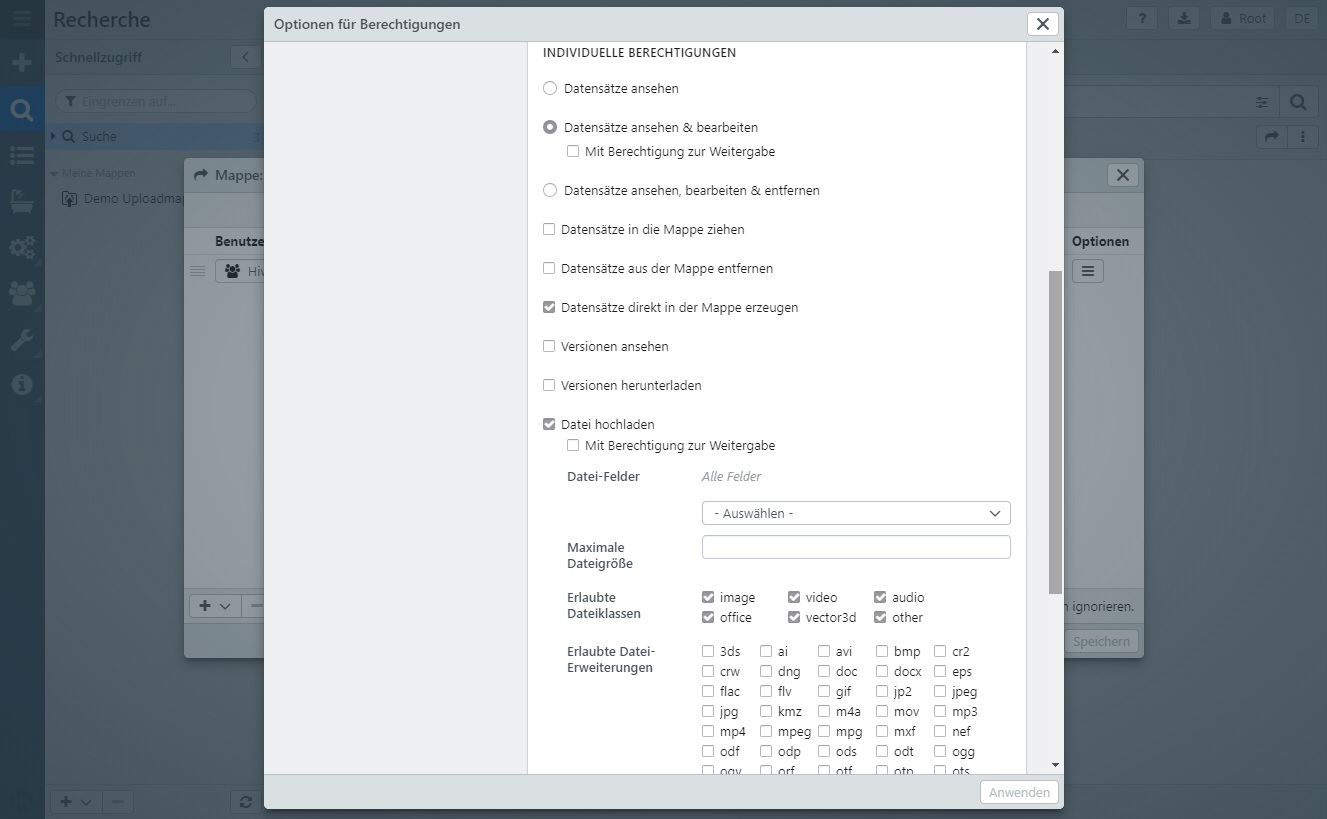 Optionen für Berechtigungen
Recherche
?
Root
DE
Schnellzugriff
Eingrenzen auf...
Suche
Meine Mappen
Demo Uploadma
Mappe:
Benutze
Hi
Optionen
n ignorieren.
Speichern
INDIVIDUELLE BERECHTIGUNGEN
Datensätze ansehen
Datensätze ansehen & bearbeiten
Mit Berechtigung zur Weitergabe
Datensätze ansehen, bearbeiten & entfernen
Datensätze in die Mappe ziehen
Datensätze aus der Mappe entfernen
Datensätze direkt in der Mappe erzeugen
Versionen ansehen
Versionen herunterladen
Datei hochladen
Mit Berechtigung zur Weitergabe
Datei-Felder Alle Felder
- Auswählen -
Maximale
Dateigröße
Erlaubte
Dateiklassen
image video audio
office vector3d other
Erlaubte Datei-
Erweiterungen
3ds ai avi bmp cr2
crw dng doc docx eps
flac flv gif jp2 jpeg
jpg kmz m4a mov mp3
mp4 mpeg mpg mxf nef
odf odp ods odt ogg
ogv orf otf otp ots
Anwenden